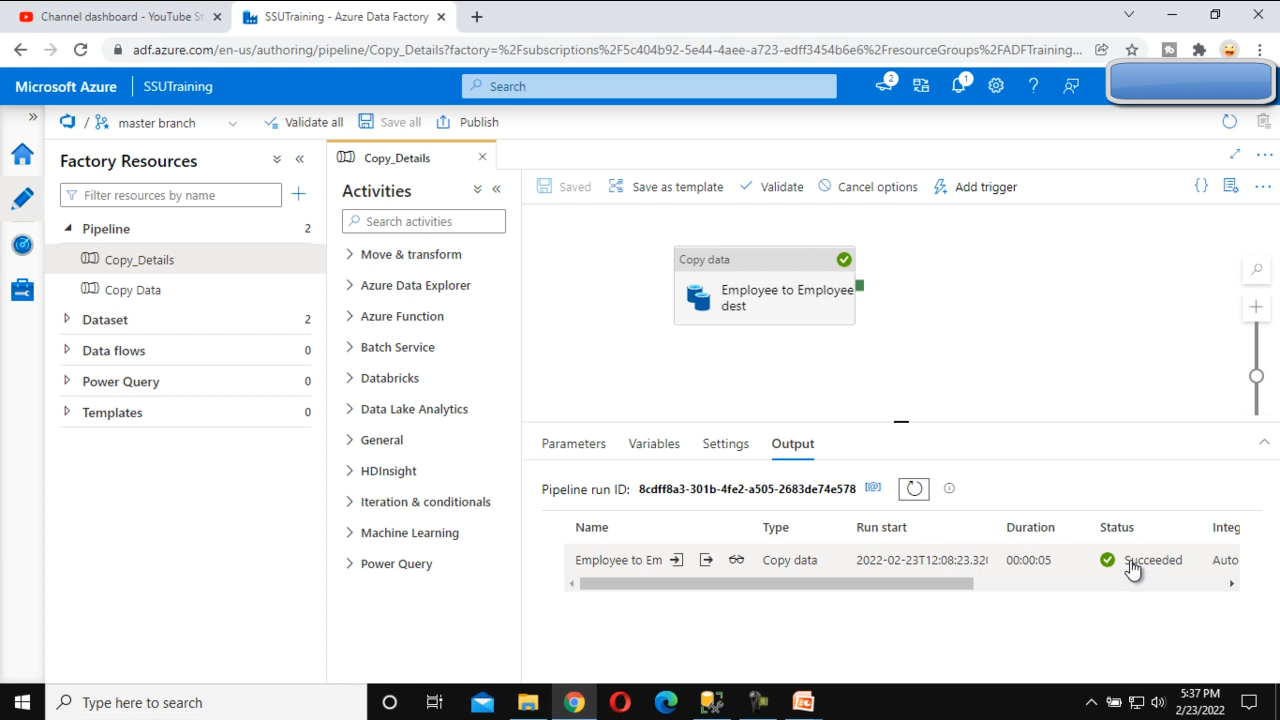 Channel dashboard - YouTube St
SSUTraining - Azure Data Factory
adf.azure.com/en-us/authoring/pipeline/Copy_Details?factory=%2Fsubscriptions%2F5c404b92-5e44-4aee-a723-edff3454b6e6%2FresourceGroups%2FADFTraining...
Microsoft Azure
SSUTraining
Search
2
1
master branch
Validate all
Save all
Publish
Factory Resources
Filter resources by name
Pipeline 2
Copy_Details
Copy Data
Dataset 2
Data flows 0
Power Query 0
Templates 0
Copy_Details
Activities
Search activities
Move & transform
Azure Data Explorer
Azure Function
Batch Service
Databricks
Data Lake Analytics
General
HDInsight
Iteration & conditionals
Machine Learning
Power Query
Saved
Save as template
Validate
Cancel options
Add trigger
Copy data
Employee to Employee
dest
Parameters
Variables
Settings
Output
Pipeline run ID: 8cdff8a3-301b-4fe2-a505-2683de74e578 [@]
Name Type Run start Duration Status Integ
Employee to Em Copy data 2022-02-23T12:08:23.320 00:00:05 Succeeded Auto
Type here to search
5:37 PM
2/23/2022